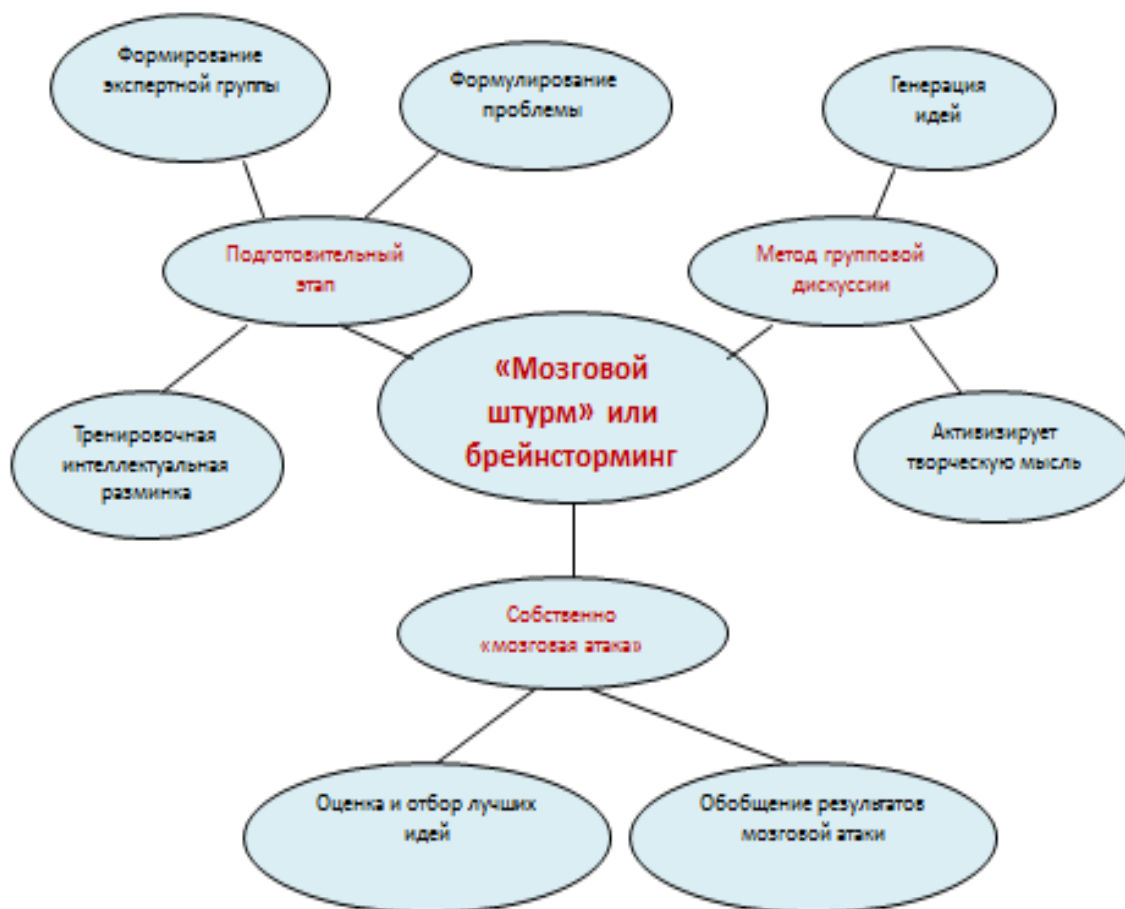 Формирование
экспертной группы
Формулирование
проблемы
Генерация
идей
Подготовительный
этап
Метод групповой
дискуссии
«Мозговой
штурм» или
брейнсторминг
Тренировочная
интеллектуальная
разминка
Активизирует
творческую мысль
Собственно
«мозговая атака»
Оценка и отбор лучших
идей
Обобщение результатов
мозговой атаки